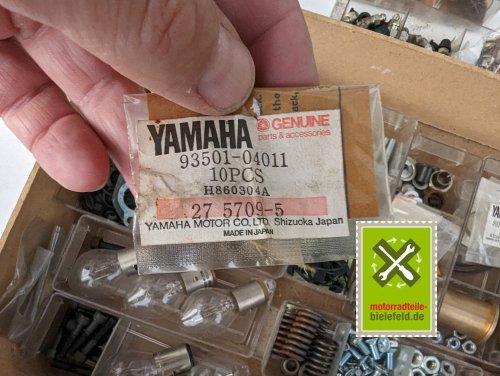 YAMAHA GENUINE
parts & accessories
93501-04011
10PCS
H860304A
27 5709-5
YAMAHA MOTOR CO., LTD. Shizuoka Japan
MADE IN JAPAN
motorradteile-
bielefeld.de